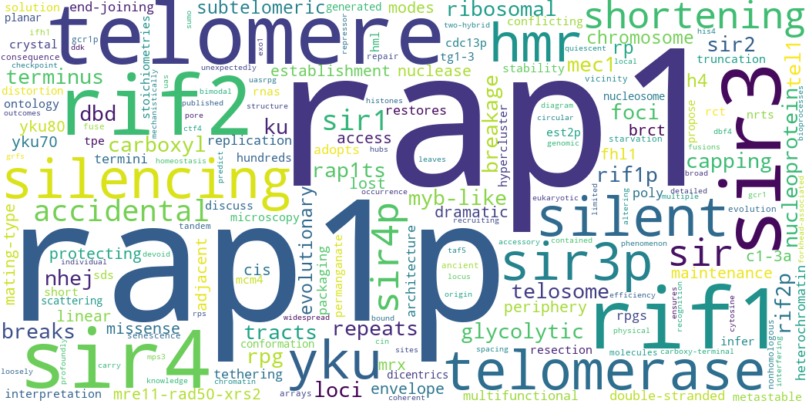 solution
end-joining
subtelomeric
generated
modes
ribosomal
conflicting
shortening
planar
ifh1
sumo
two-hybrid
chromosome
crystal
gcr1p
telomere
repressor
hml
cdc13p
hmr
rp
sir2
his4
consequence
ddk
exo1
repair
tg1-3
quiescent
truncation
checkpoint
unexpectedly
establishment
nuclease
mec1
stability
local
vicinity
tel1
terminus
stoichiometries
mechanistically
uas
bimodal
uasrpg
rnas
rap1
nucleosome
h4
distortion
rif2
published
structure
histones
foci
diagram
propose
rct
nrts
ontology
dbd
pore
sir1
restores
breakage
hypercluster
est2p
circular
brct
dbf4
outcomes
yku80
fuse
ctf4
ku
access
starvation
genomic
fusions
capping
nucleoprotein
bioprocesses
yku70
tpe
replication
adopts
hubs
fhl1
sir3
grfs
carboxyl
homeostasis
predict
hundreds
rap1ts
leaves
rif1p
poly
detailed
multiple
gcr1
silencing
termini
lost
occurrence
myb-like
eukaryotic
limited
altering
broad
evolution
accidental
discuss
evolutionary
dramatic
recruiting
silent
phenomenon
mating-type
tandem
microscopy
packaging
permanganate
sir4p
architecture
accessory
contained
sir
c1-3a
rap1p
devoid
individual
protecting
adjacent
cis
taf5
sir3p
maintenance
nhej
sds
mcm4
ancient
locus
telosome
periphery
rif2p
heterochromatin
short
scattering
rps
origin
ensures
efficiency
rpgs
cytosine
recognition
linear
widespread
bound
breaks
missense
senescence
tracts
repeats
glycolytic
rif1
infer
nonhomologous
interfering
sir4
profoundly
mps3
rpg
conformation
cin
sites
spacing
resection
physical
carry
yku
mrx
dicentrics
telomerase
molecules
carboxy-terminal
loosely
knowledge
tethering
chromatin
loci
envelope
interpretation
mre11-rad50-xrs2
arrays
coherent
multifunctional
double-stranded
metastable